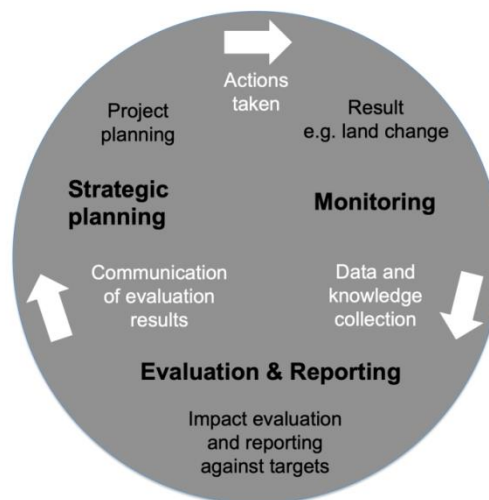 Actions
taken
Project
planning
Result
e.g. land change
Strategic
planning
Monitoring
Communication
of evaluation
results
Data and
knowledge
collection
Evaluation & Reporting
Impact evaluation
and reporting
against targets